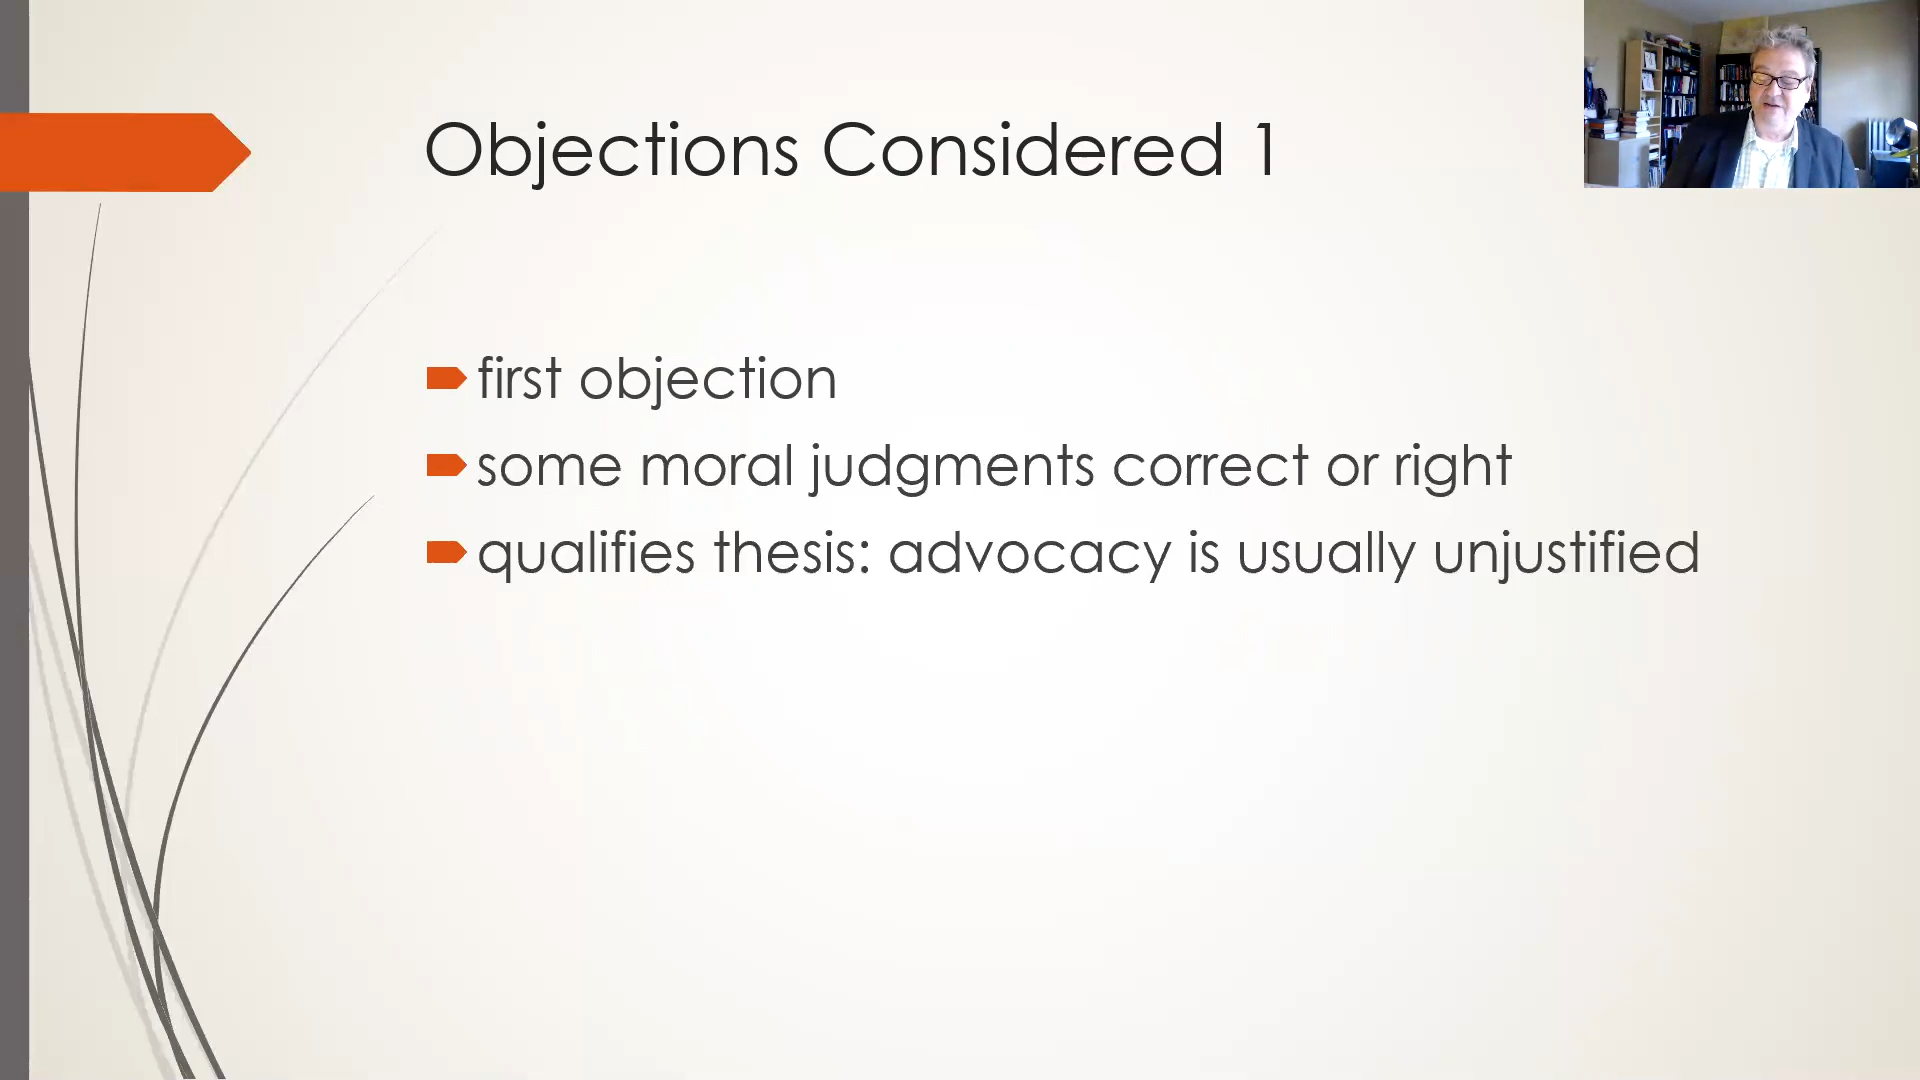 Objections Considered 1
first objection
some moral judgments correct or right
qualifies thesis: advocacy is usually unjustified